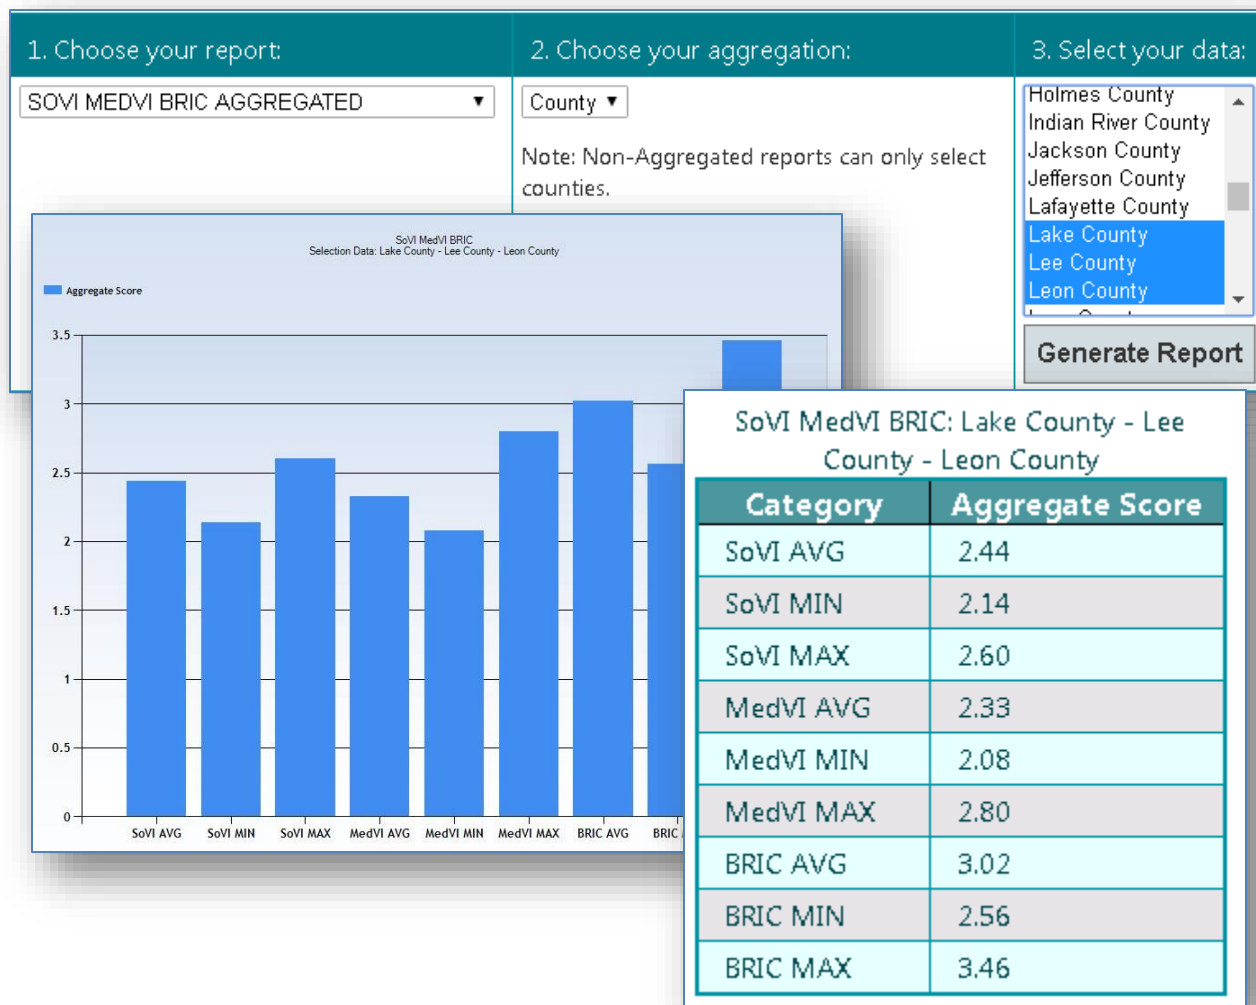 1. Choose your report:
2. Choose your aggregation:
3. Select your data:
SOVI MEDVI BRIC AGGREGATED
County
Note: Non-Aggregated reports can only select
counties.
Holmes County
Indian River County
Jackson County
Jefferson County
Lafayette County
Lake County
Lee County
Leon County
Generate Report
SoVI MedVI BRIC
Selection Data: Lake County - Lee County - Leon County
Aggregate Score
3.5
3
2.5
2
1.5
1
0.5
0
SoVI AVG
SoVI MIN
SoVI MAX
MedVI AVG
MedVI MIN
MedVI MAX
BRIC AVG
BRIC
SoVI MedVI BRIC: Lake County - Lee
County - Leon County
Category Aggregate Score
SoVI AVG 2.44
SoVI MIN 2.14
SoVI MAX 2.60
MedVI AVG 2.33
MedVI MIN 2.08
MedVI MAX 2.80
BRIC AVG 3.02
BRIC MIN 2.56
BRIC MAX 3.46